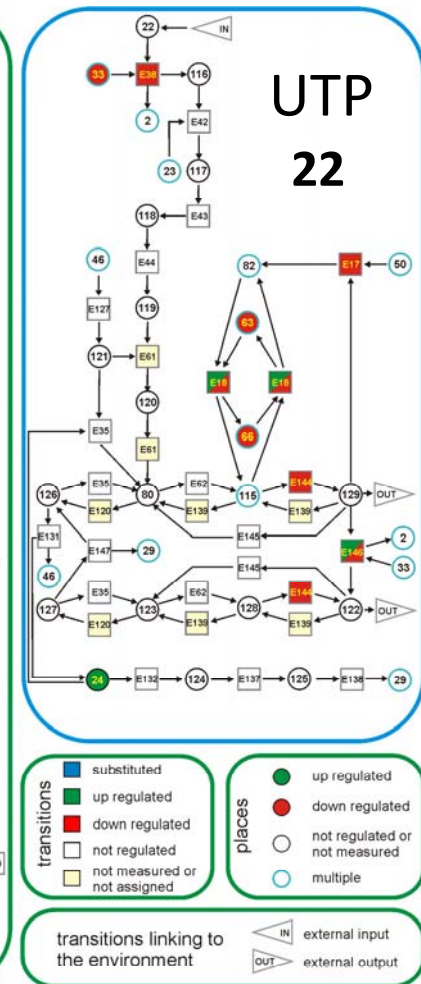 22 IN
33 E38 116
UTP
2 E42
22
23 117
118 E43
46 E44 82 E17 50
E127 119 63
121 E61 E18 E18
120
E35 66
E61
126 E35 80 E62 115 E144 129 OUT
E120 E139 E139
E131 E145 2
E147 29 E146
46 E145 33
127 E35 123 E62 128 E144 122 OUT
E120 E139 E139
24 E132 124 E137 125 E138 29
transitions
substituted
up regulated
down regulated
not regulated
not measured or
not assigned
places
up regulated
down regulated
not regulated or
not measured
multiple
transitions linking to
the environment
IN external input
OUT external output